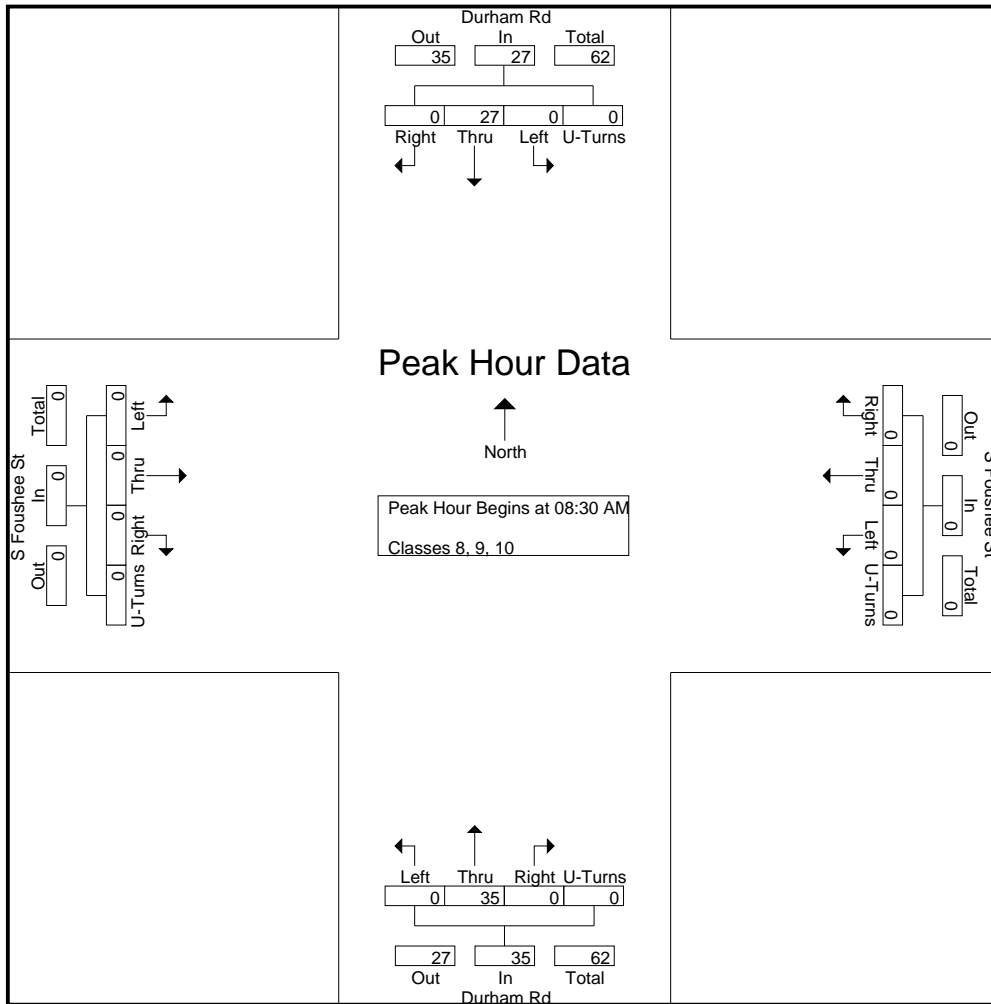 Durham Rd
Out In Total
35 27 62
0 27 0 0
Right Thru Left U-Turns
Peak Hour Data
North
Peak Hour Begins at 08:30 AM
Classes 8, 9, 10
S Foushee St
Total In Out
0 0 0
0 0 0 0
Left Thru Right U-Turns
Right Thru Left U-Turns
0 0 0 0
Out In Total
0 0 0
S Foushee St
Left Thru Right U-Turns
0 35 0 0
27 35 62
Out In Total
Durham Rd